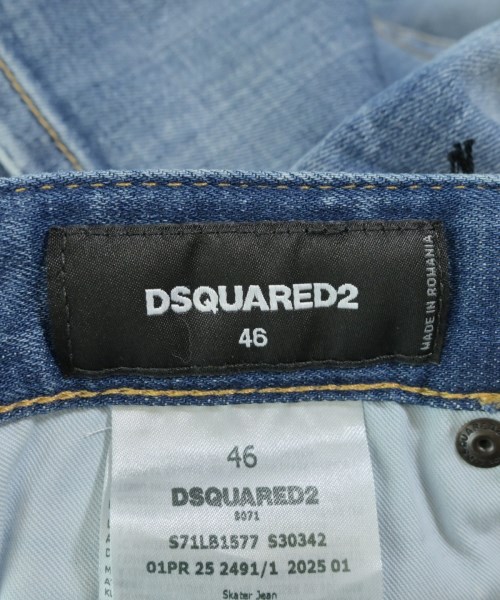 N
DSQUARED2
46
MADE IN ROMANIA
46
DSQUARED2
S071
S71LB1577 S30342
01PR 25 2491/1 2025 01
Skater Jean